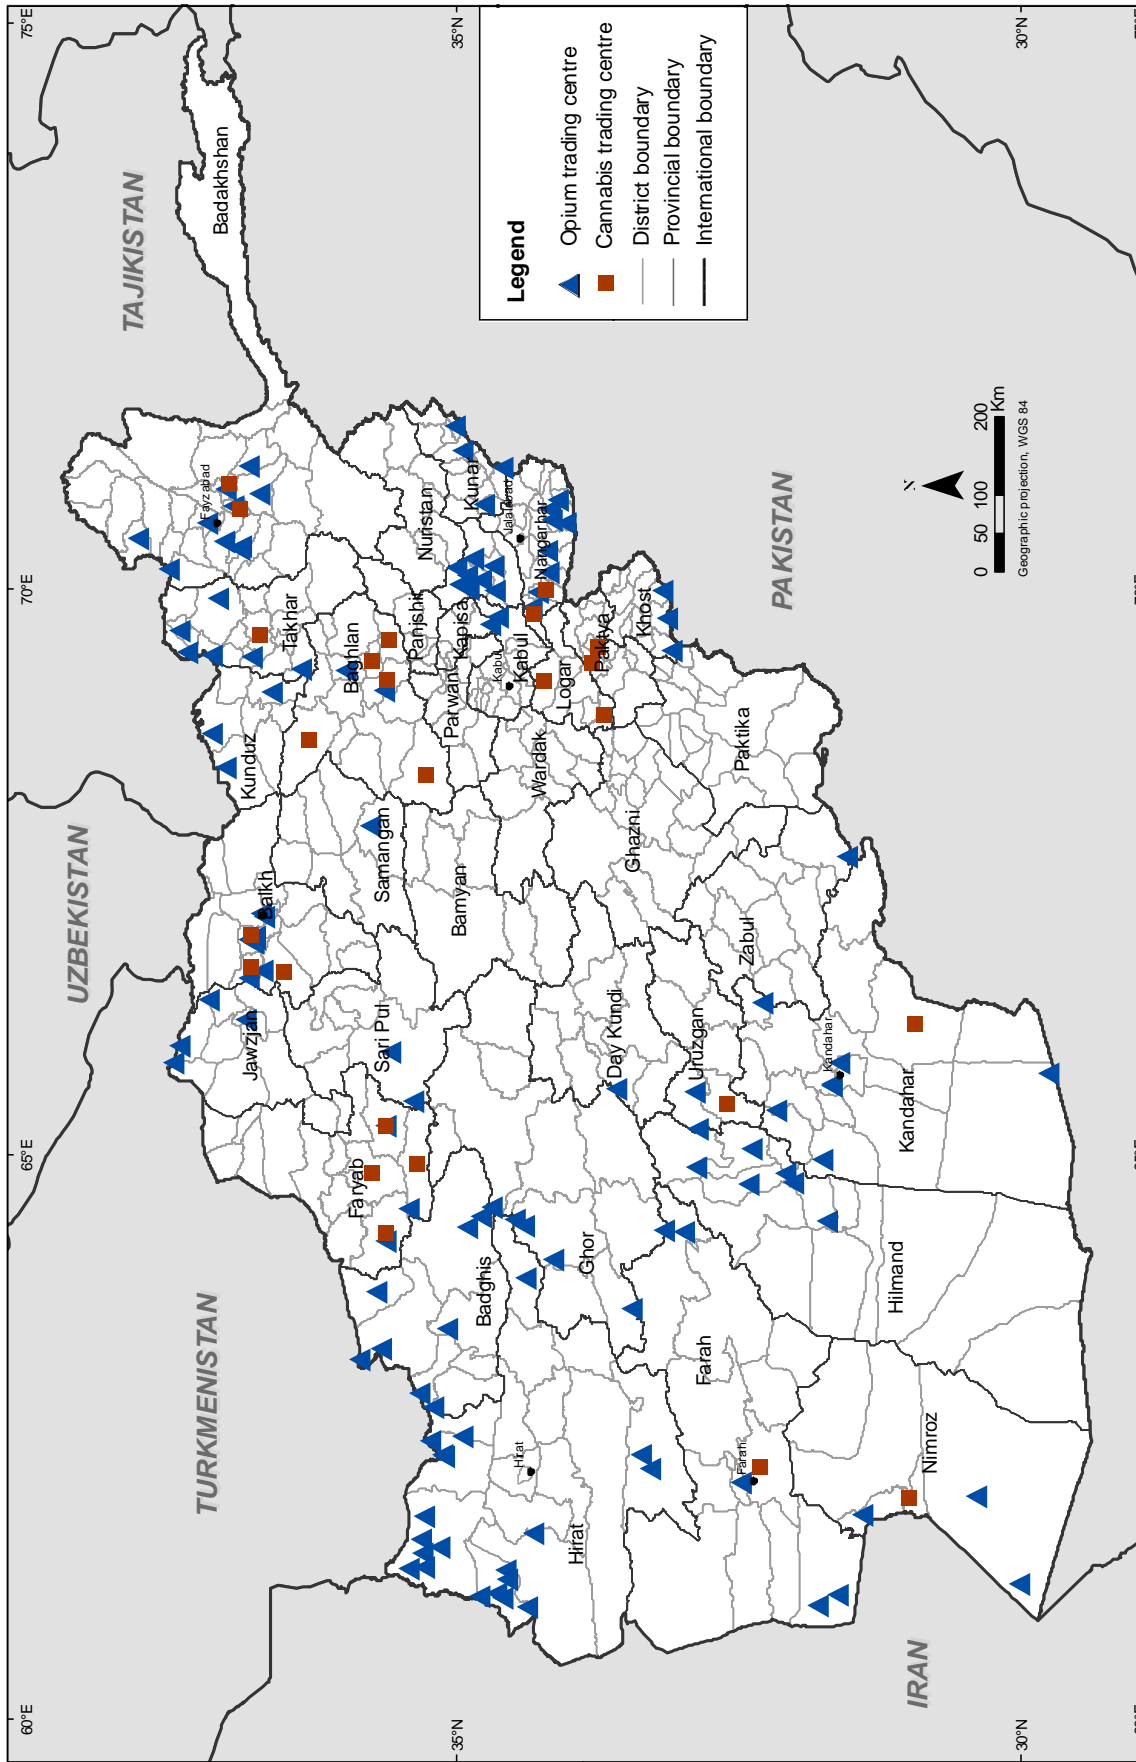 60°E
65°E
70°E
75°E
TURKMENISTAN
UZBEKISTAN
TAJIKISTAN
Badakhshan
Fayzabad
Takhar
Kunduz
Balkh
Jawzjan
Faryab
Sari Pul
Samangan
Baghlan
Panjshir
Nuristan
Kunar
Kapisa
Parwan
Bamyan
Badghis
35°N
35°N
Jalalabad
Nangarhar
Kabul
Kabul
Logar
Wardak
Hirat
Hirat
Ghor
Day Kundi
Ghazni
Paktya
Khost
Uruzgan
Zabul
Paktika
Farah
Farah
Kandahar
Kandahar
Hilmand
Nimroz
IRAN
PAKISTAN
30°N
30°N
Legend
Opium trading centre
Cannabis trading centre
District boundary
Provincial boundary
International boundary
N
0 50 100 200
Km
Geographic projection, WGS 84